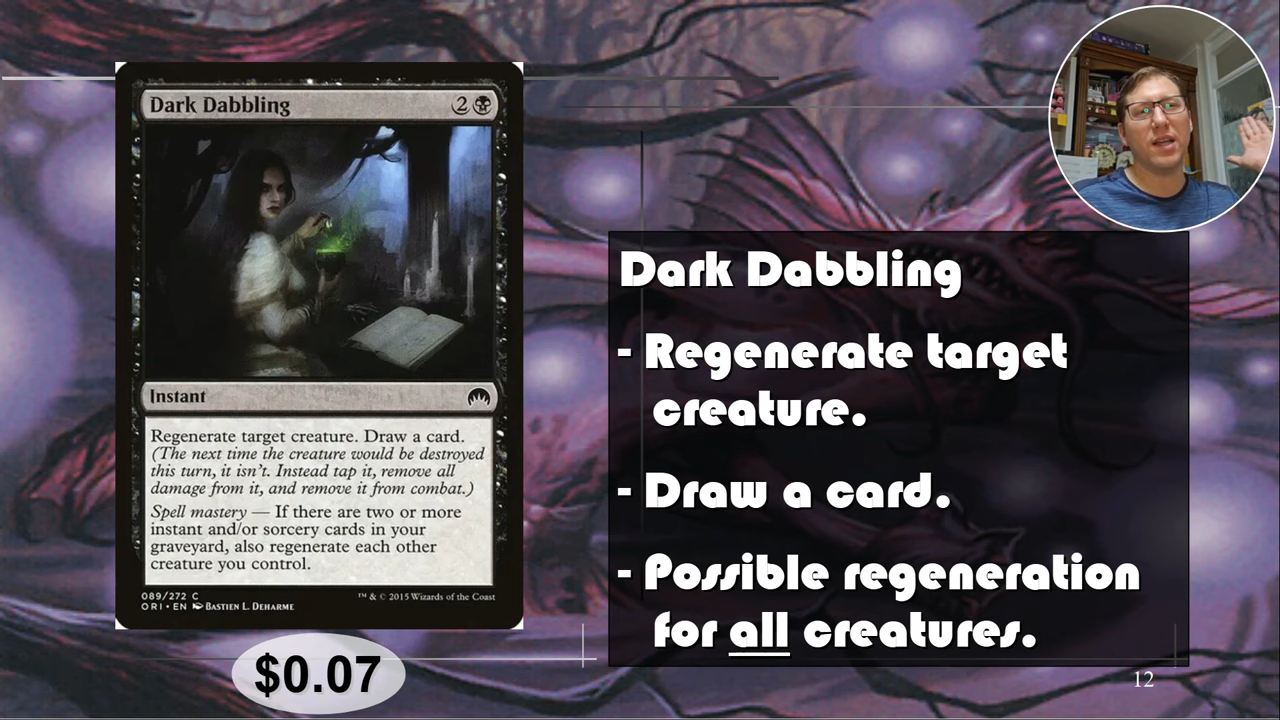 Dark Dabbling 2
Instant
Regenerate target creature. Draw a card.
(The next time the creature would be destroyed
this turn, it isn't. Instead tap it, remove all
damage from it, and remove it from combat.)
Spell mastery — If there are two or more
instant and/or sorcery cards in your
graveyard, also regenerate each other
creature you control.
089/272 C
ORI • EN Bastien L. Deharme
™ & © 2015 Wizards of the Coast
$0.07
Dark Dabbling
- Regenerate target
creature.
- Draw a card.
- Possible regeneration
for all creatures.
12